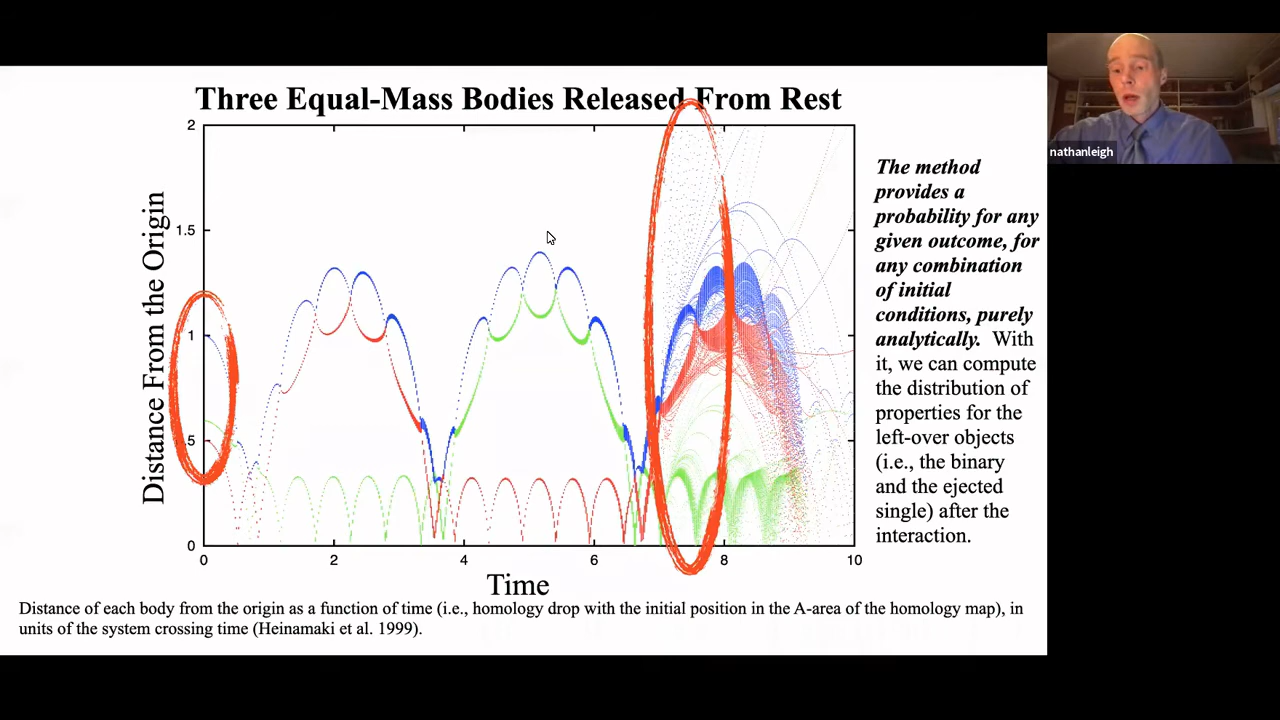 Three Equal-Mass Bodies Released From Rest
nathanleigh
2
1.5
1
5
0
Distance From the Origin
0
2
4
6
8
10
Time
The method
provides a
probability for any
given outcome, for
any combination
of initial
conditions, purely
analytically. With
it, we can compute
the distribution of
properties for the
left-over objects
(i.e., the binary
and the ejected
single) after the
interaction.
Distance of each body from the origin as a function of time (i.e., homology drop with the initial position in the A-area of the homology map), in
units of the system crossing time (Heinamaki et al. 1999).